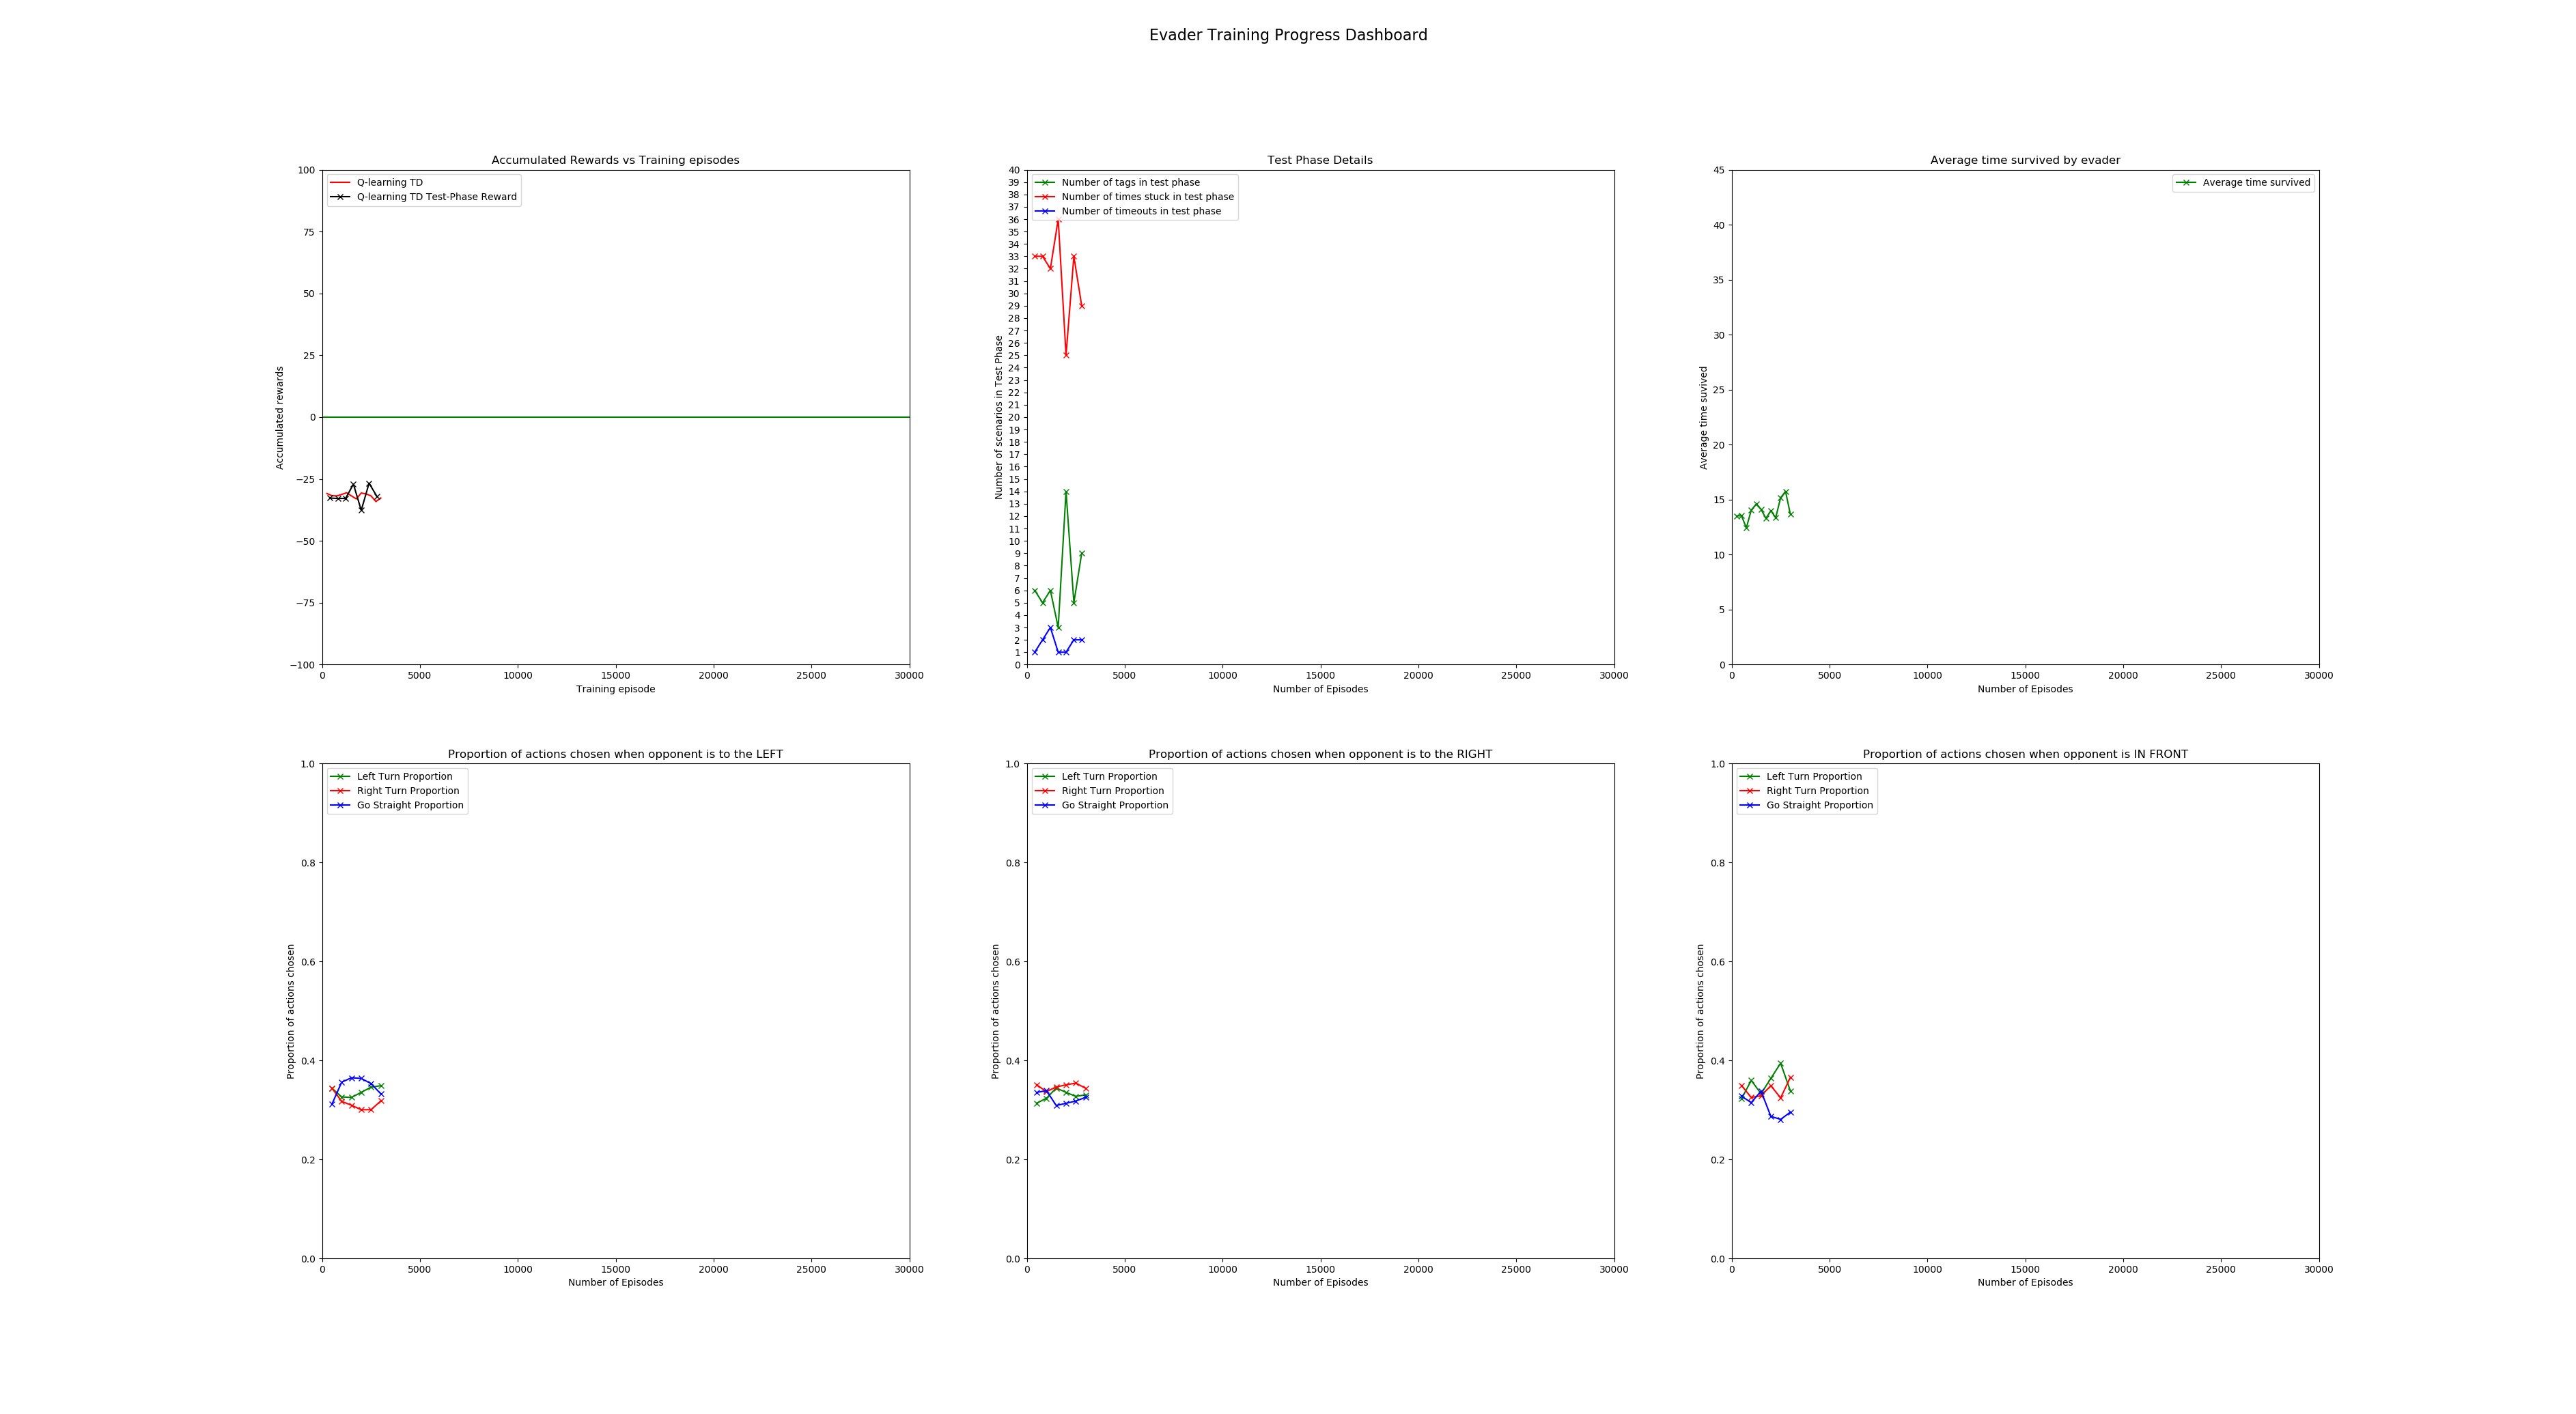 Evader Training Progress Dashboard
Accumulated Rewards vs Training episodes
Q-learning TD
Q-learning TD Test-Phase Reward
100
75
50
25
0
−25
−50
−75
−100
Accumulated rewards
0 5000 10000 15000 20000 25000 30000
Training episode
Test Phase Details
Number of tags in test phase
Number of times stuck in test phase
Number of timeouts in test phase
40
39
38
37
36
35
34
33
32
31
30
29
28
27
26
25
24
23
22
21
20
19
18
17
16
15
14
13
12
11
10
9
8
7
6
5
4
3
2
1
0
Number of scenarios in Test Phase
0 5000 10000 15000 20000 25000 30000
Number of Episodes
Average time survived by evader
Average time survived
45
40
35
30
25
20
15
10
5
0
Average time suvived
0 5000 10000 15000 20000 25000 30000
Number of Episodes
Proportion of actions chosen when opponent is to the LEFT
Left Turn Proportion
Right Turn Proportion
Go Straight Proportion
1.0
0.8
0.6
0.4
0.2
0.0
Proportion of actions chosen
0 5000 10000 15000 20000 25000 30000
Number of Episodes
Proportion of actions chosen when opponent is to the RIGHT
Left Turn Proportion
Right Turn Proportion
Go Straight Proportion
1.0
0.8
0.6
0.4
0.2
0.0
Proportion of actions chosen
0 5000 10000 15000 20000 25000 30000
Number of Episodes
Proportion of actions chosen when opponent is IN FRONT
Left Turn Proportion
Right Turn Proportion
Go Straight Proportion
1.0
0.8
0.6
0.4
0.2
0.0
Proportion of actions chosen
0 5000 10000 15000 20000 25000 30000
Number of Episodes